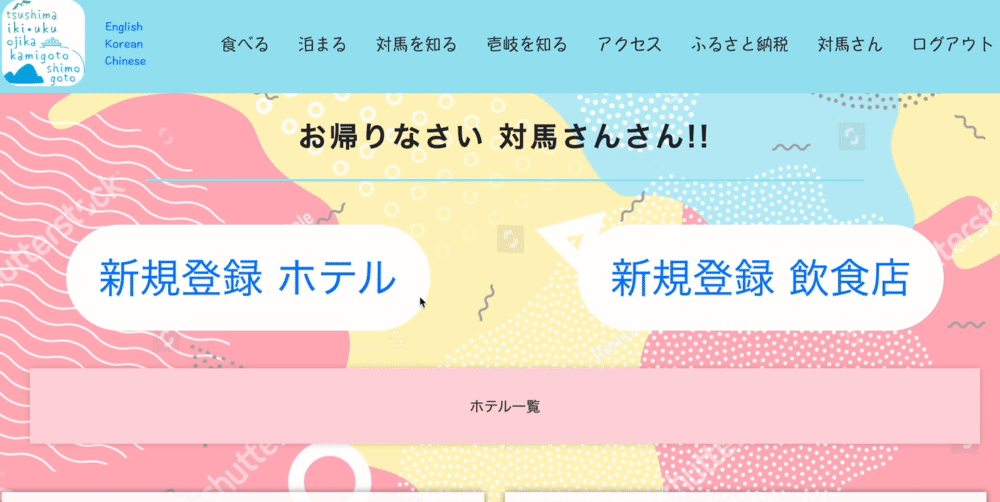 tsushima
iki・uku
ojika
kamigoto
shimo
goto
English
Korean
Chinese
食べる 泊まる 対馬を知る 壱岐を知る アクセス ふるさと納税 対馬さん ログアウト
お帰りなさい 対馬さんさん!!
新規登録 ホテル
新規登録 飲食店
ホテル一覧
shutterstock